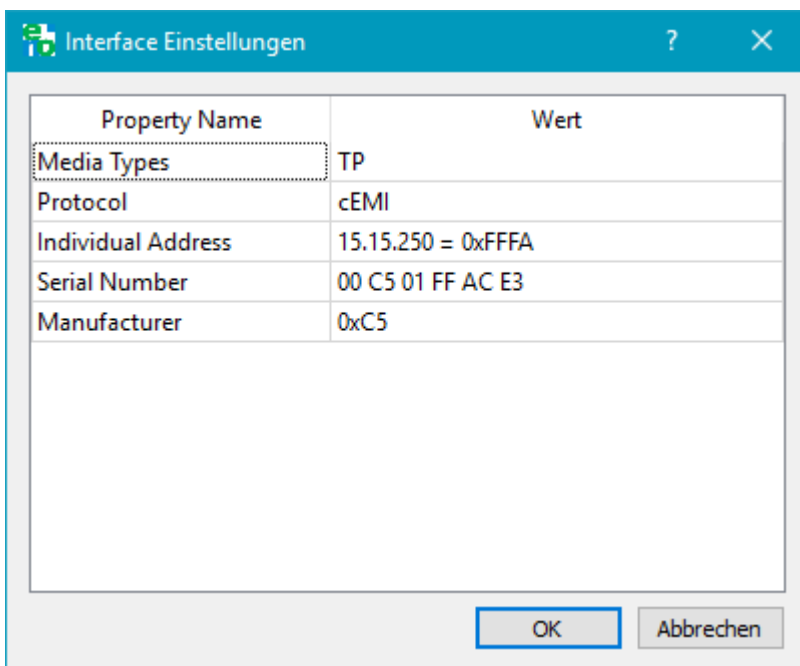 Interface Einstellungen ?
Property Name Wert
Media Types TP
Protocol cEMI
Individual Address 15.15.250 = 0xFFFA
Serial Number 00 C5 01 FF AC E3
Manufacturer 0xC5
OK Abbrechen